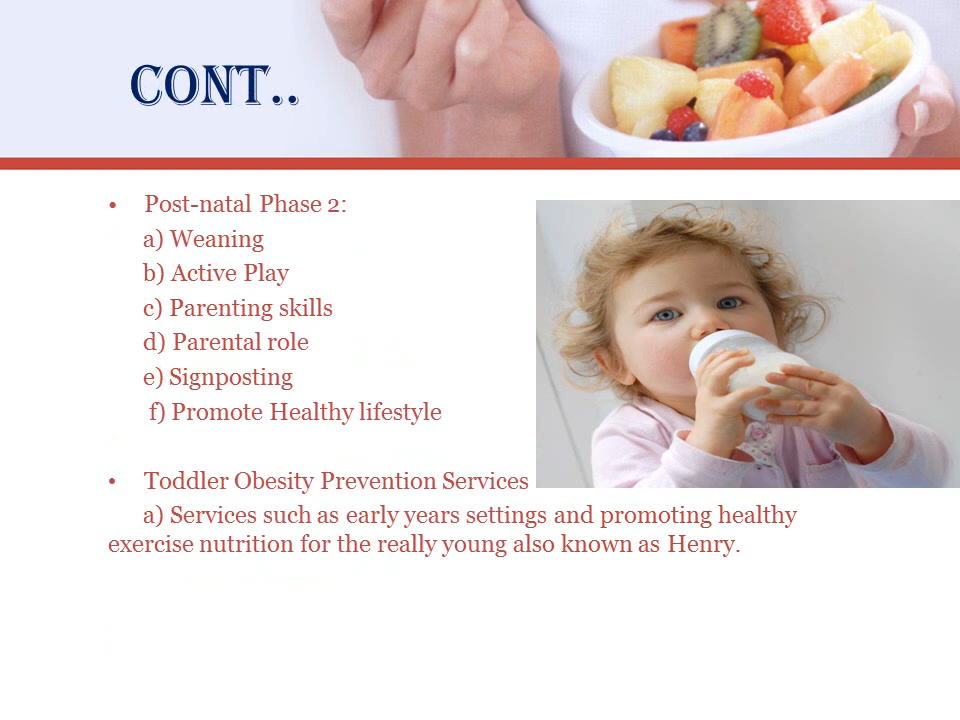 CONT..
• Post-natal Phase 2:
a) Weaning
b) Active Play
c) Parenting skills
d) Parental role
e) Signposting
f) Promote Healthy lifestyle
• Toddler Obesity Prevention Services
a) Services such as early years settings and promoting healthy
exercise nutrition for the really young also known as Henry.